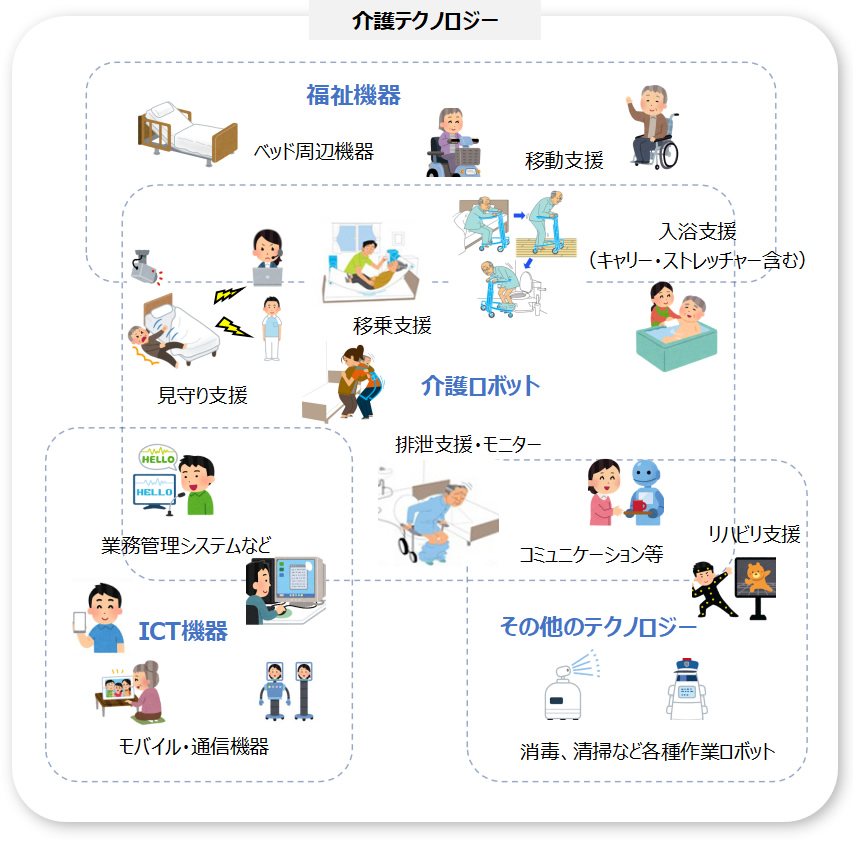 介護テクノロジー
福祉機器
ベッド周辺機器
移動支援
入浴支援
（キャリー・ストレッチャー含む）
移乗支援
見守り支援
介護ロボット
排泄支援・モニター
HELLO
HELLO
業務管理システムなど
コミュニケーション等
リハビリ支援
ICT機器
その他のテクノロジー
モバイル・通信機器
消毒、清掃など各種作業ロボット